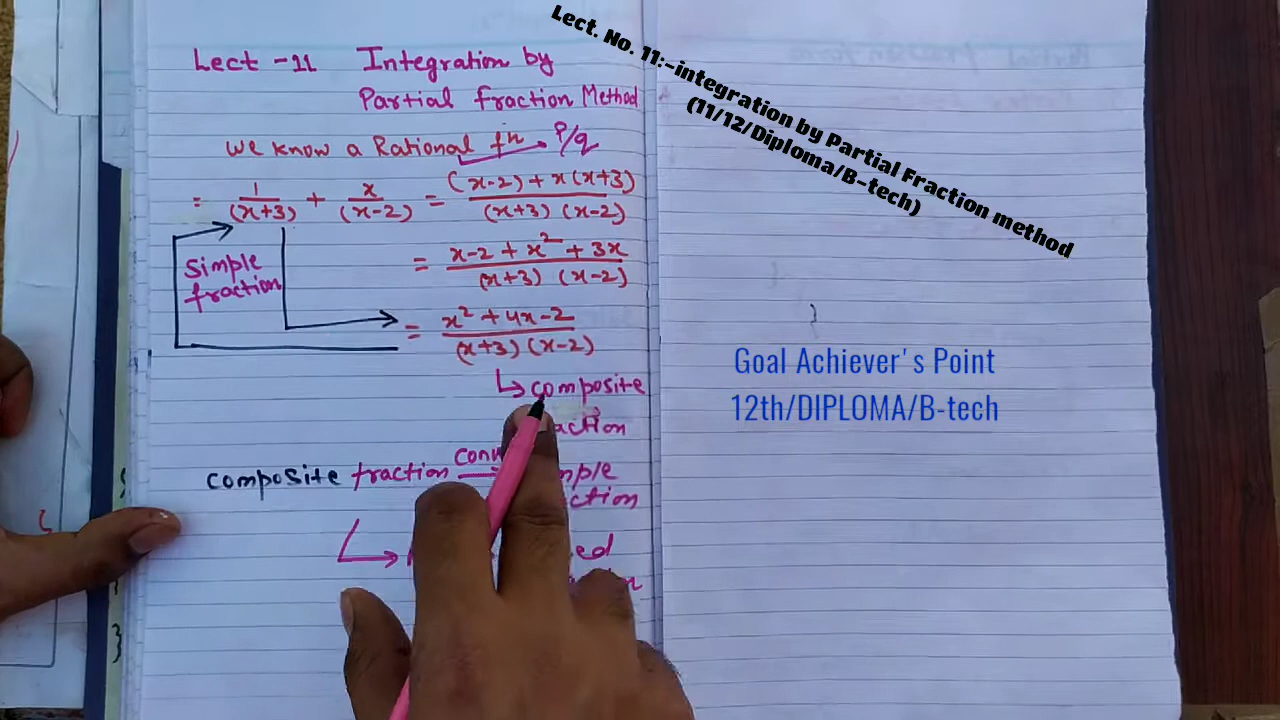 Lect -11 Integration by
Partial fraction Method
We know a Rational fn P/q
= 1/(x+3) + x/(x-2) = (x-2) + x(x+3)/(x+3) (x-2)
= x-2 + x² + 3x/(x+3) (x-2)
Simple
fraction
= x² + 4x - 2/(x+3) (x-2)
↳ composite
composite fraction
Lect. No. 11:-integration by Partial Fraction method
(11/12/Diploma/B-tech)
Goal Achiever's Point
12th/DIPLOMA/B-tech